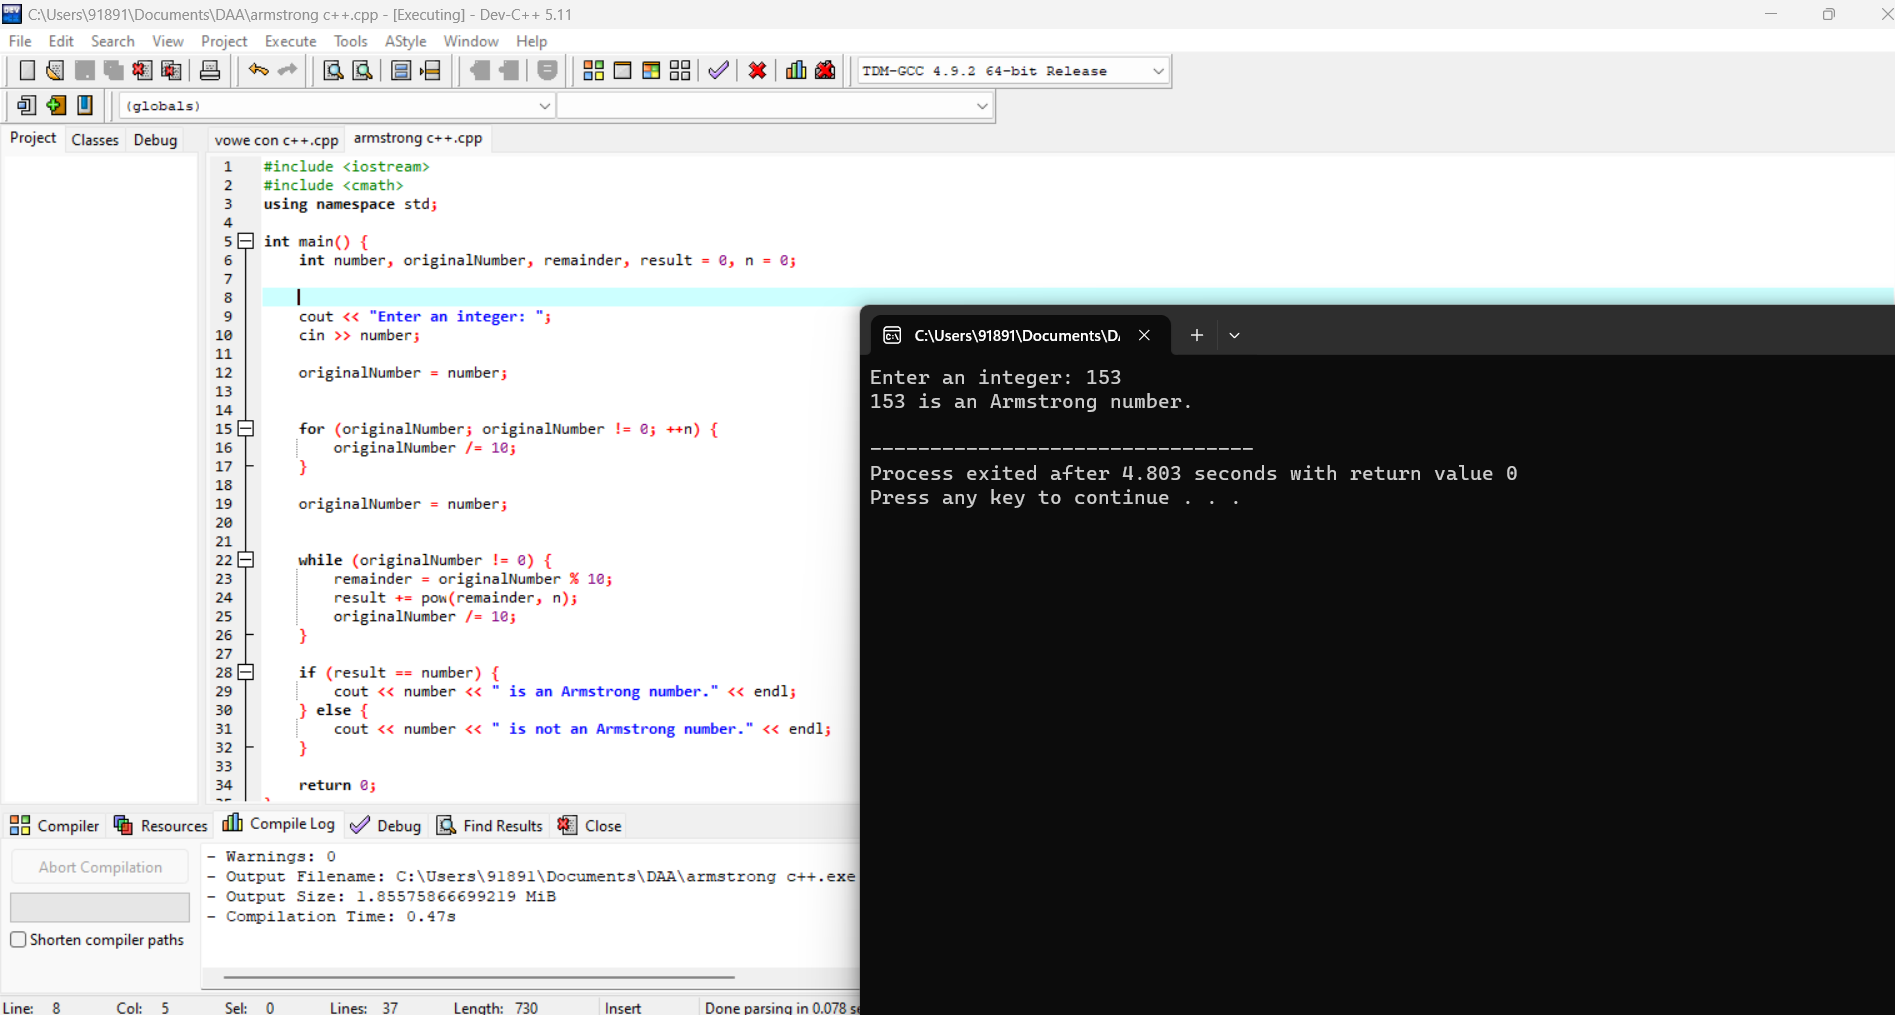 C:\Users\91891\Documents\DAA\armstrong c++.cpp - [Executing] - Dev-C++ 5.11
File Edit Search View Project Execute Tools AStyle Window Help
TDM-GCC 4.9.2 64-bit Release
(globals)
Project Classes Debug
vowe con c++.cpp armstrong c++.cpp
1 #include <iostream>
2 #include <cmath>
3 using namespace std;
4
5 int main() {
6 int number, originalNumber, remainder, result = 0, n = 0;
7
8
9 cout << "Enter an integer: ";
10 cin >> number;
11
12 originalNumber = number;
13
14
15 for (originalNumber; originalNumber != 0; ++n) {
16 originalNumber /= 10;
17 }
18
19 originalNumber = number;
20
21
22 while (originalNumber != 0) {
23 remainder = originalNumber % 10;
24 result += pow(remainder, n);
25 originalNumber /= 10;
26 }
27
28 if (result == number) {
29 cout << number << " is an Armstrong number." << endl;
30 } else {
31 cout << number << " is not an Armstrong number." << endl;
32 }
33
34 return 0;
C:\Users\91891\Documents\D
Enter an integer: 153
153 is an Armstrong number.
--------------------------------
Process exited after 4.803 seconds with return value 0
Press any key to continue . . .
Compiler Resources Compile Log Debug Find Results Close
Abort Compilation
Shorten compiler paths
- Warnings: 0
- Output Filename: C:\Users\91891\Documents\DAA\armstrong c++.exe
- Output Size: 1.85575866699219 MiB
- Compilation Time: 0.47s
Line: 8 Col: 5 Sel: 0 Lines: 37 Length: 730 Insert Done parsing in 0.078